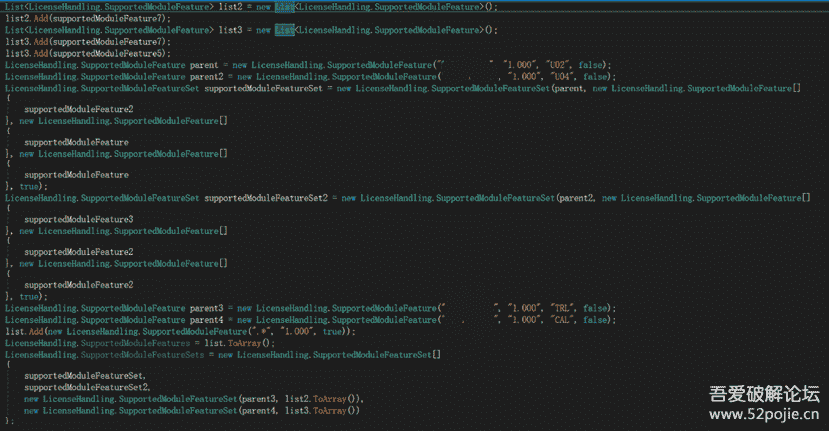 List<LicenseHandling.SupportedModuleFeature> list2 = new List<LicenseHandling.SupportedModuleFeature>();
list2.Add(supportedModuleFeature7);
List<LicenseHandling.SupportedModuleFeature> list3 = new List<LicenseHandling.SupportedModuleFeature>();
list3.Add(supportedModuleFeature7);
list3.Add(supportedModuleFeature5);
LicenseHandling.SupportedModuleFeature parent = new LicenseHandling.SupportedModuleFeature(" ", "1.000", "U02", false);
LicenseHandling.SupportedModuleFeature parent2 = new LicenseHandling.SupportedModuleFeature( , "1.000", "U04", false);
LicenseHandling.SupportedModuleFeatureSet supportedModuleFeatureSet = new LicenseHandling.SupportedModuleFeatureSet(parent, new LicenseHandling.SupportedModuleFeature[]
{
supportedModuleFeature2
}, new LicenseHandling.SupportedModuleFeature[]
{
supportedModuleFeature
}, new LicenseHandling.SupportedModuleFeature[]
{
supportedModuleFeature
}, true);
LicenseHandling.SupportedModuleFeatureSet supportedModuleFeatureSet2 = new LicenseHandling.SupportedModuleFeatureSet(parent2, new LicenseHandling.SupportedModuleFeature[]
{
supportedModuleFeature3
}, new LicenseHandling.SupportedModuleFeature[]
{
supportedModuleFeature2
}, new LicenseHandling.SupportedModuleFeature[]
{
supportedModuleFeature2
}, true);
LicenseHandling.SupportedModuleFeature parent3 = new LicenseHandling.SupportedModuleFeature(" ", "1.000", "TRL", false);
LicenseHandling.SupportedModuleFeature parent4 = new LicenseHandling.SupportedModuleFeature(" ", "1.000", "CAL", false);
list.Add(new LicenseHandling.SupportedModuleFeature(".*", "1.000", true));
LicenseHandling.SupportedModuleFeatures = list.ToArray();
LicenseHandling.SupportedModuleFeatureSets = new LicenseHandling.SupportedModuleFeatureSet[]
{
supportedModuleFeatureSet,
supportedModuleFeatureSet2,
new LicenseHandling.SupportedModuleFeatureSet(parent3, list2.ToArray()),
new LicenseHandling.SupportedModuleFeatureSet(parent4, list3.ToArray())
};
吾爱破解论坛
www.52pojie.cn